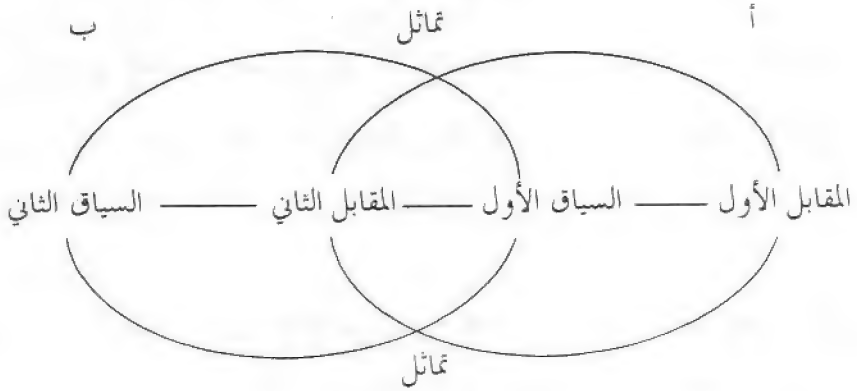 أ تماثل ب
المقابل الأول السياق الأول المقابل الثاني السياق الثاني
تماثل